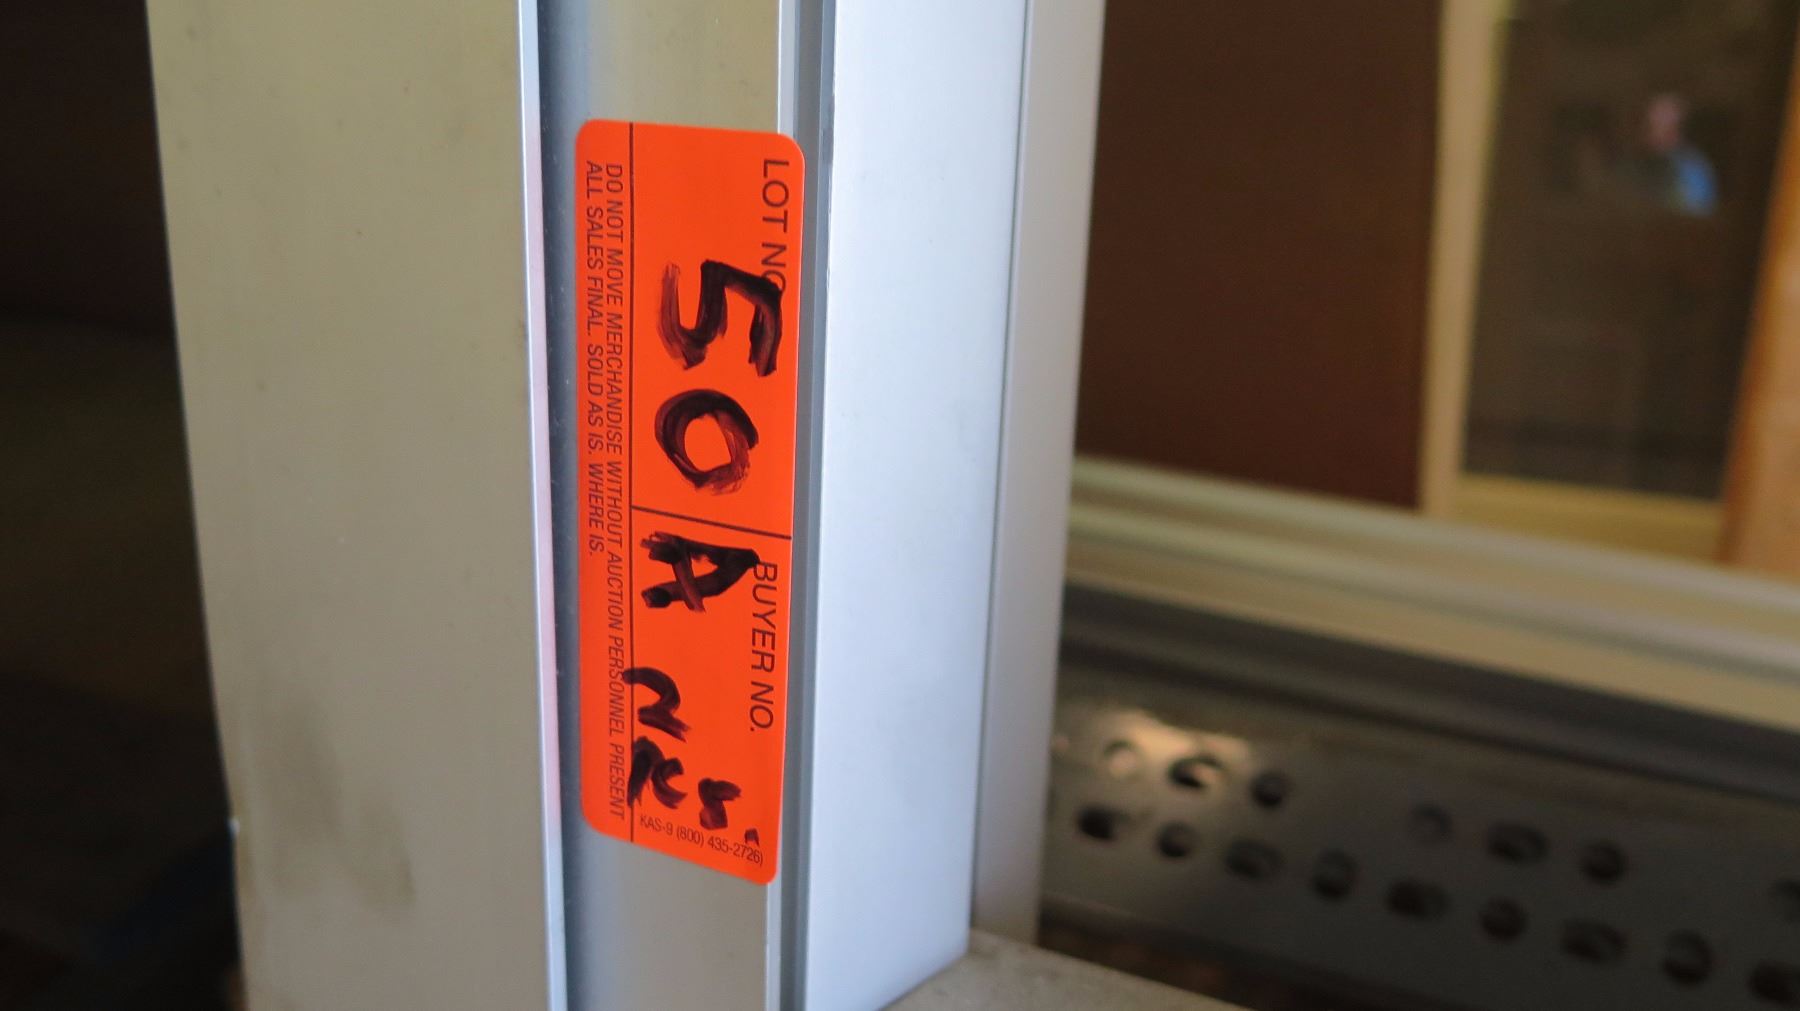 LOT NO. BUYER NO.
50 A
DO NOT MOVE MERCHANDISE WITHOUT AUCTION PERSONNEL PRESENT
ALL SALES FINAL. SOLD AS IS. WHERE IS.
KAS-9 (800) 435-2726)